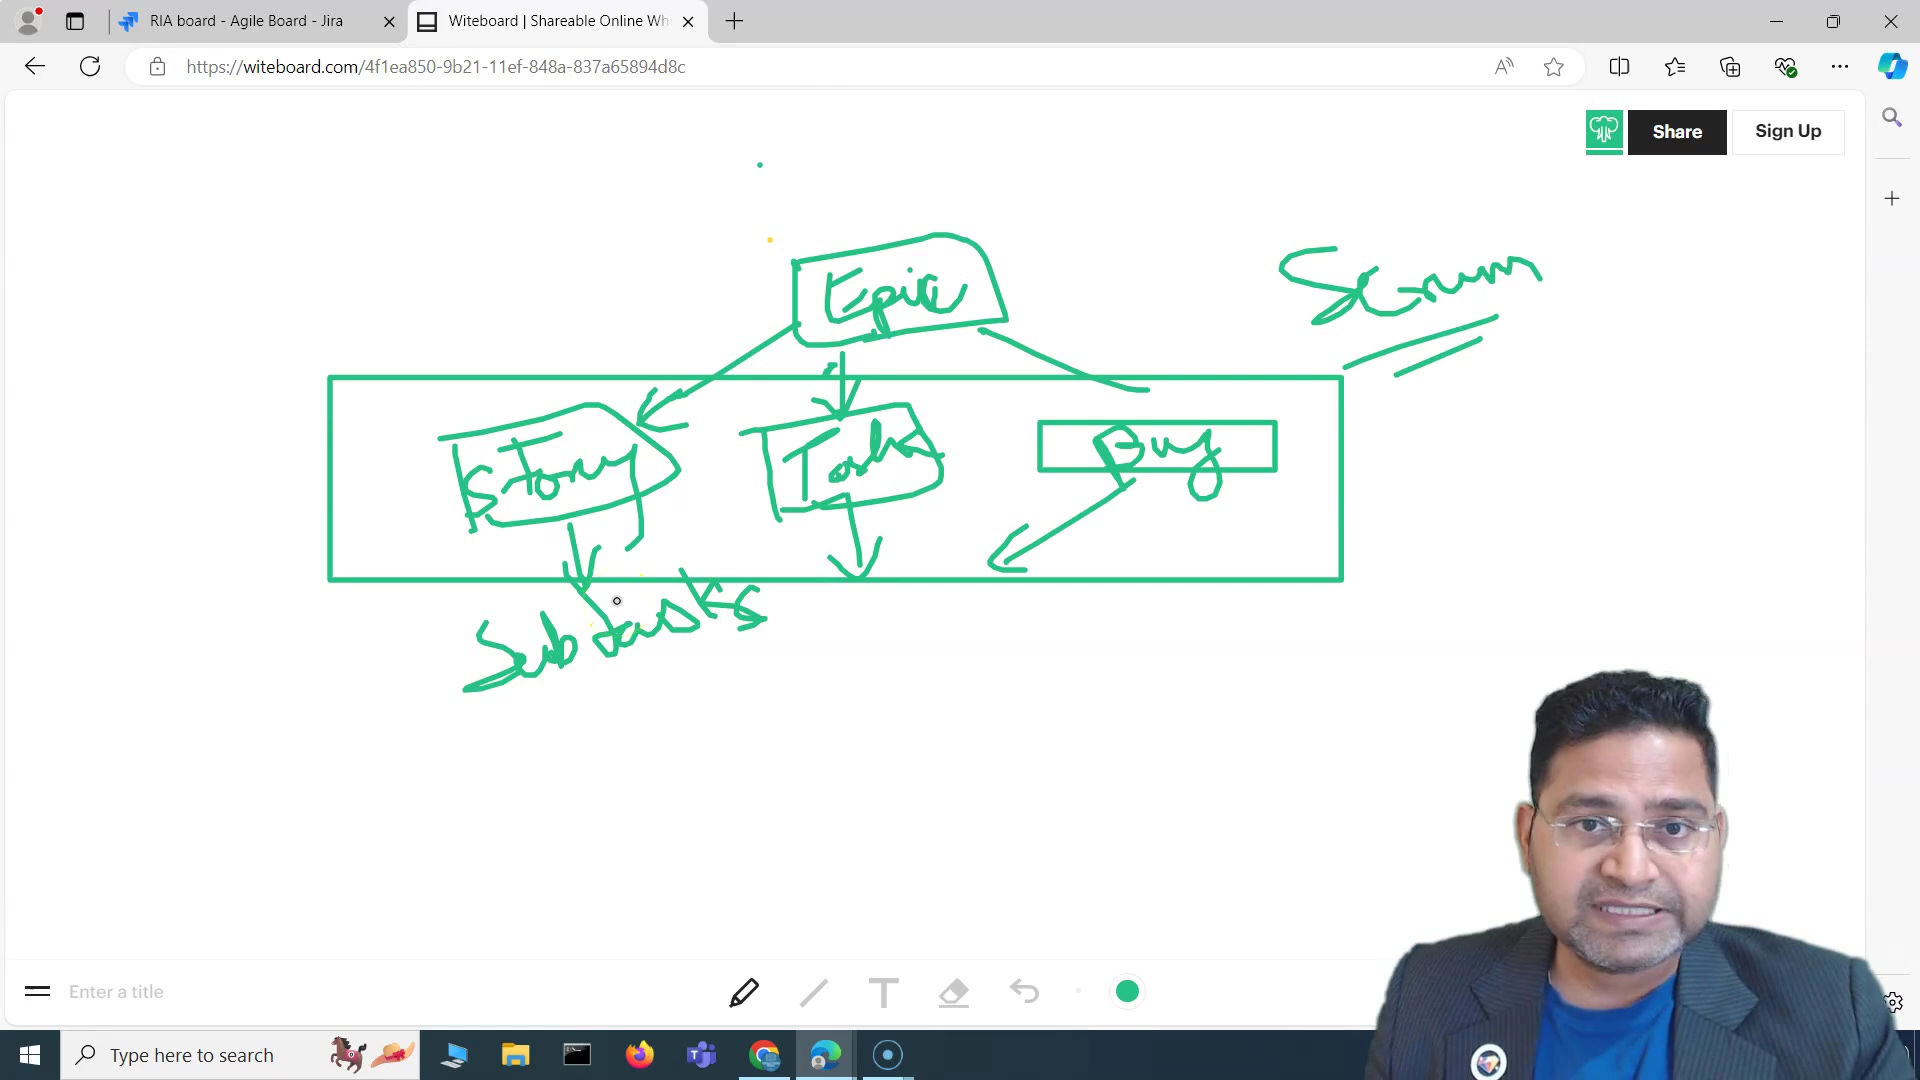 RIA board - Agile Board - Jira
Witeboard | Shareable Online Wh
https://witeboard.com/4f1ea850-9b21-11ef-848a-837a65894d8c
Share
Sign Up
Epic
Scrum
Story
Task
Bug
Subtasks
Enter a title
Type here to search